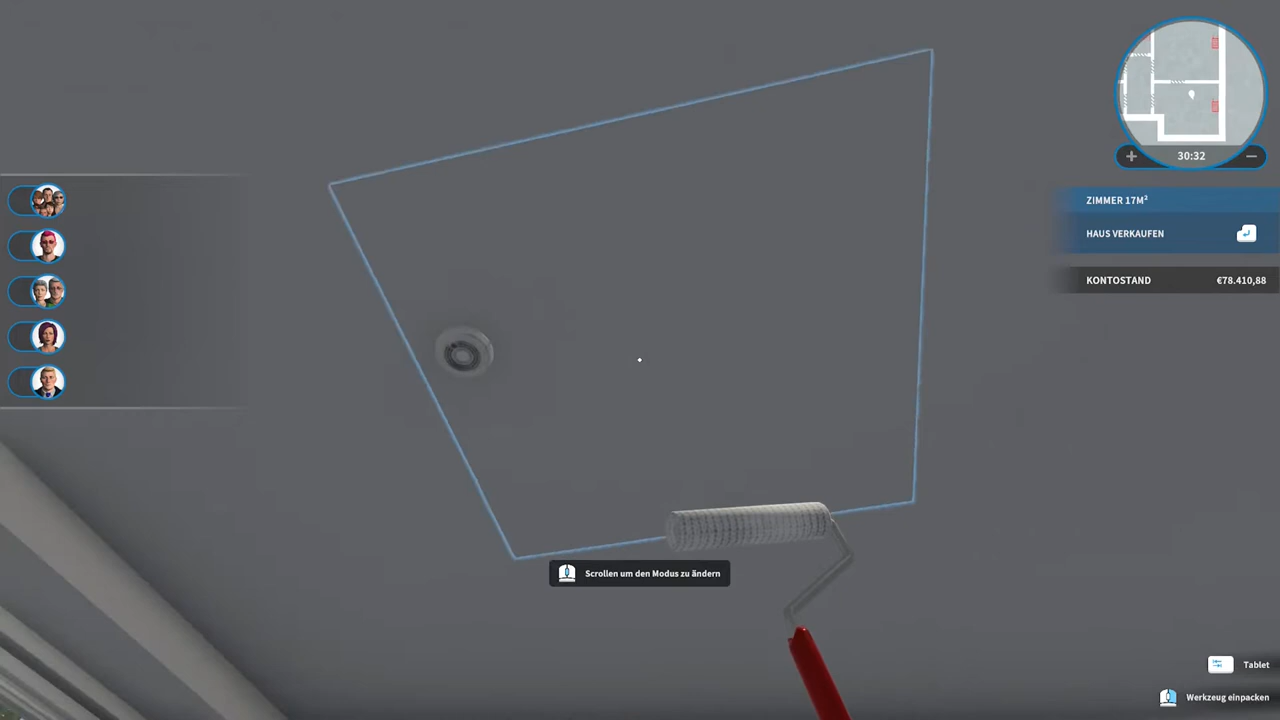 30:32
ZIMMER 17M²
HAUS VERKAUFEN
KONTOSTAND €78.410,88
Scrollen um den Modus zu ändern
Tablet
Werkzeug einpacken